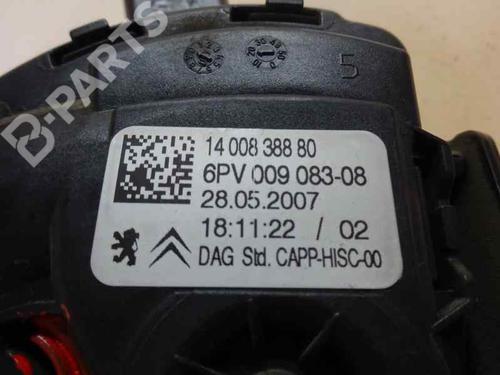 B-PARTS
5
14 008 388 80
6PV 009 083-08
28.05.2007
18:11:22 / 02
DAG Std. CAPP-HISC-00